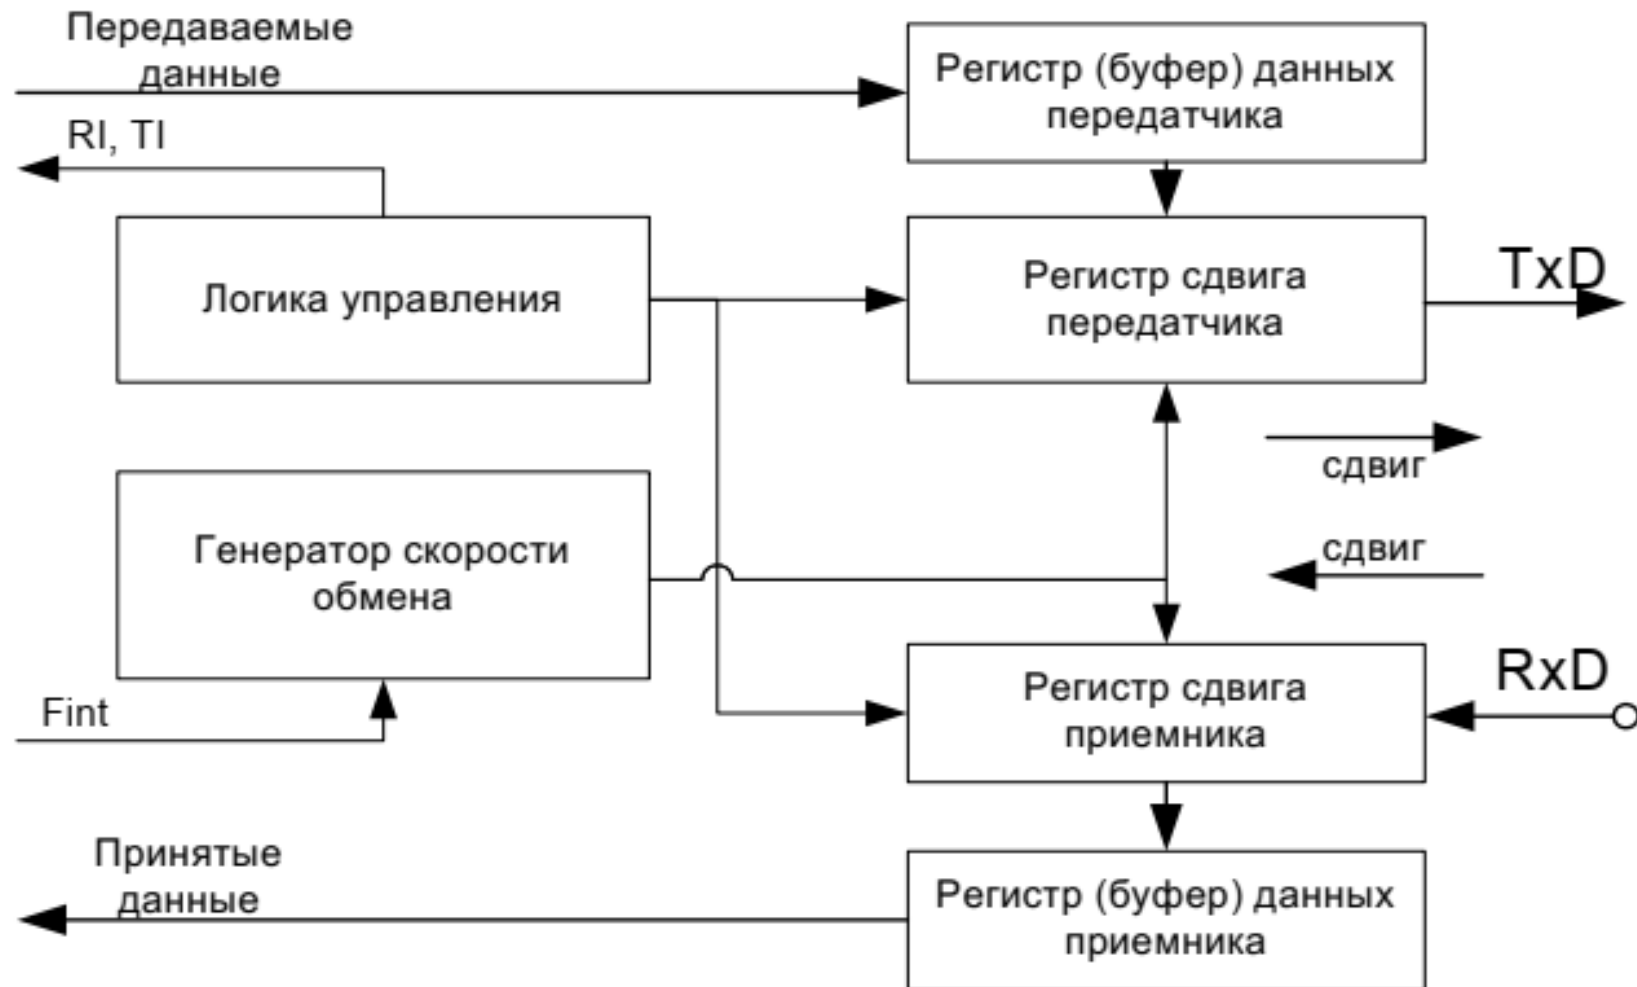 Передаваемые
данные
Регистр (буфер) данных
передатчика
RI, TI
Логика управления
Регистр сдвига
передатчика
TxD
сдвиг
Генератор скорости
обмена
сдвиг
Fint
Регистр сдвига
приемника
RxD
Принятые
данные
Регистр (буфер) данных
приемника